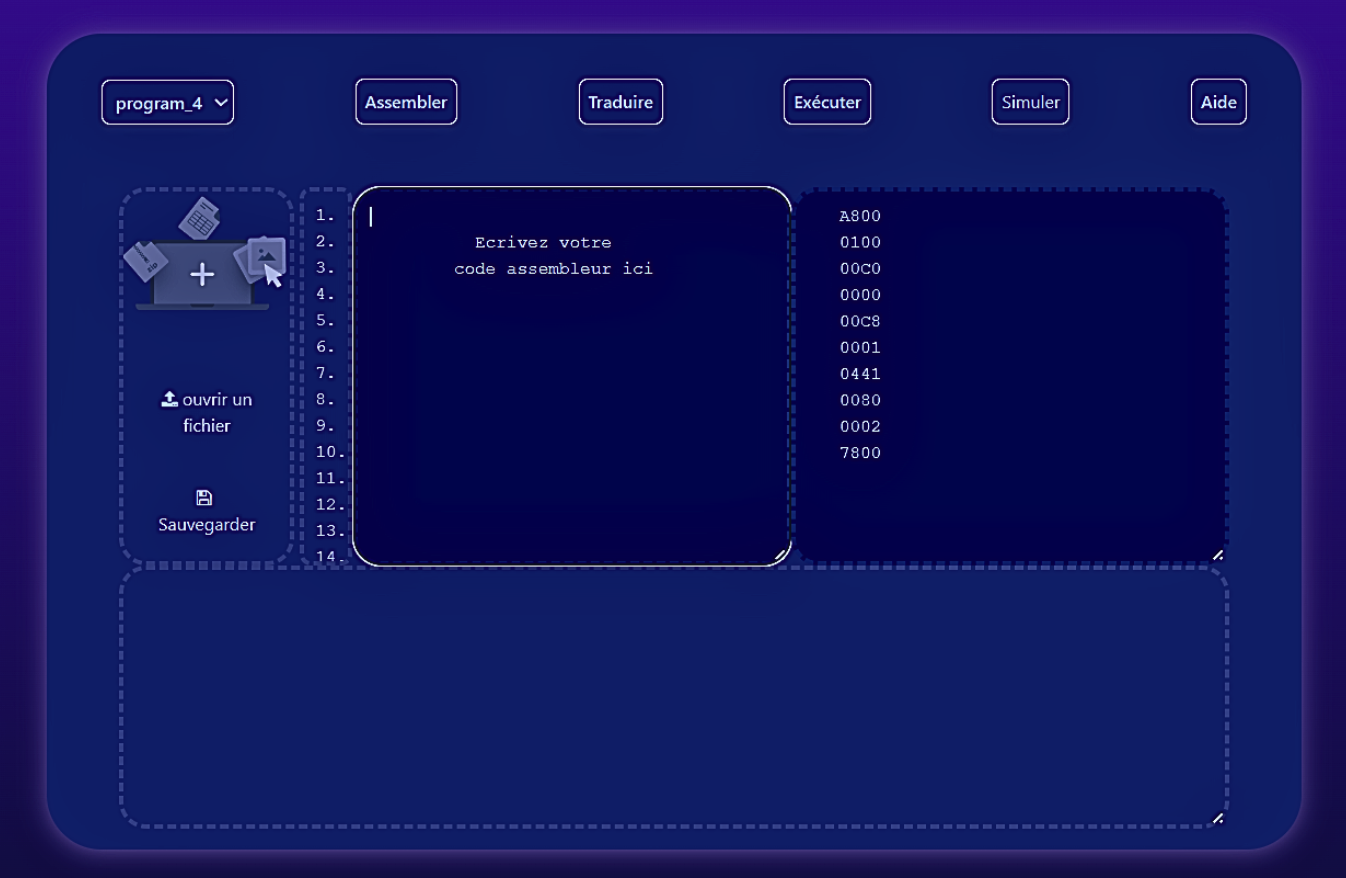 program_4
Assembler
Traduire
Exécuter
Simuler
Aide
zip
ouvrir un
fichier
Sauvegarder
1.
2.
3.
4.
5.
6.
7.
8.
9.
10.
11.
12.
13.
14.
Ecrivez votre
code assembleur ici
A800
0100
00C0
0000
00C8
0001
0441
0080
0002
7800